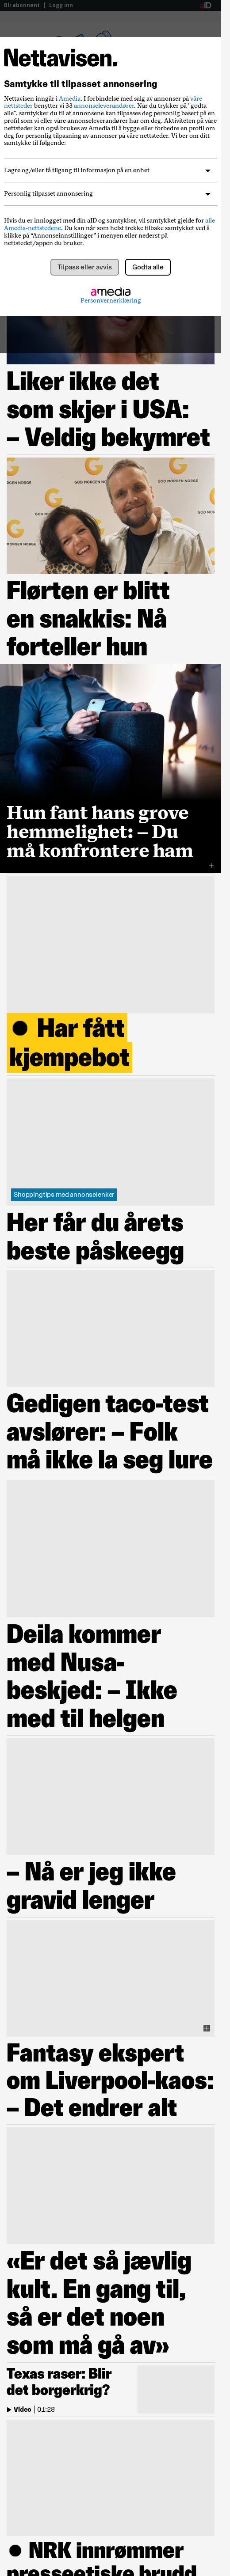 Bli abonnent | Logg inn
aID
Nettavisen.
Samtykke til tilpasset annonsering
Nettavisen inngår i Amedia. I forbindelse med salg av annonser på våre
nettsteder benytter vi 33 annonseleverandører. Når du trykker på "godta
alle", samtykker du til at annonsene kan tilpasses deg personlig basert på en
profil som vi eller våre annonseleverandører har om deg. Aktiviteten din på våre
nettsteder kan også brukes av Amedia til å bygge eller forbedre en profil om
deg for personlig tilpasning av annonser på våre nettsteder. Vi ber om ditt
samtykke til følgende:
Lagre og/eller få tilgang til informasjon på en enhet
Personlig tilpasset annonsering
Hvis du er innlogget med din aID og samtykker, vil samtykket gjelde for alle
Amedia-nettstedene. Du kan når som helst trekke tilbake samtykket ved å
klikke på "Annonseinnstillinger" i menyen eller nederst på
nettstedet/appen du bruker.
Tilpass eller avvis
Godta alle
amedia
Personvernerklæring
Liker ikke det
som skjer i USA:
– Veldig bekymret
GOD MORGEN NORGE
Flørten er blitt
en snakkis: Nå
forteller hun
Hun fant hans grove
hemmelighet: – Du
må konfrontere ham
● Har fått
kjempebot
Shoppingtips med annonselenker
Her får du årets
beste påskeegg
Gedigen taco-test
avslører: – Folk
må ikke la seg lure
Deila kommer
med Nusa-
beskjed: – Ikke
med til helgen
– Nå er jeg ikke
gravid lenger
Fantasy ekspert
om Liverpool-kaos:
– Det endrer alt
«Er det så jævlig
kult. En gang til,
så er det noen
som må gå av»
Texas raser: Blir
det borgerkrig?
Video | 01:28
● NRK innrømmer
presseetiske brudd